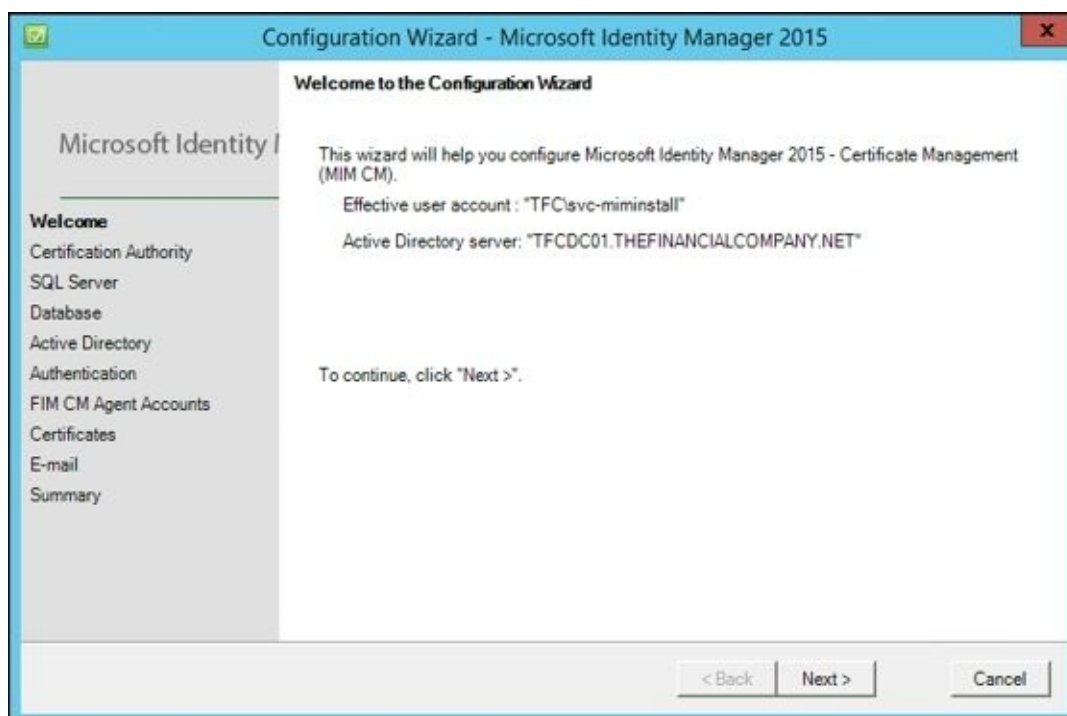 Configuration Wizard - Microsoft Identity Manager 2015
x
Welcome to the Configuration Wizard
Microsoft Identity
This wizard will help you configure Microsoft Identity Manager 2015 - Certificate Management
(MIM CM).
Effective user account : "TFC\svc-miminstall"
Active Directory server: "TFCDC01.THEFINANCIALCOMPANY.NET"
To continue, click "Next >".
Welcome
Certification Authority
SQL Server
Database
Active Directory
Authentication
FIM CM Agent Accounts
Certificates
E-mail
Summary
< Back
Next >
Cancel